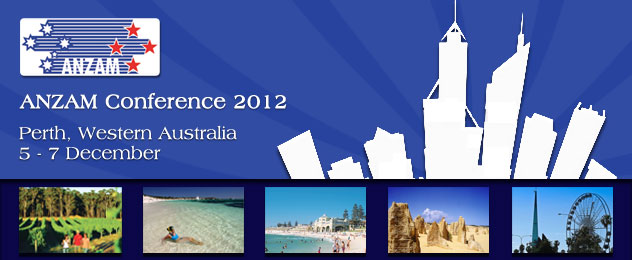 ANZAM
ANZAM Conference 2012
Perth, Western Australia
5 - 7 December